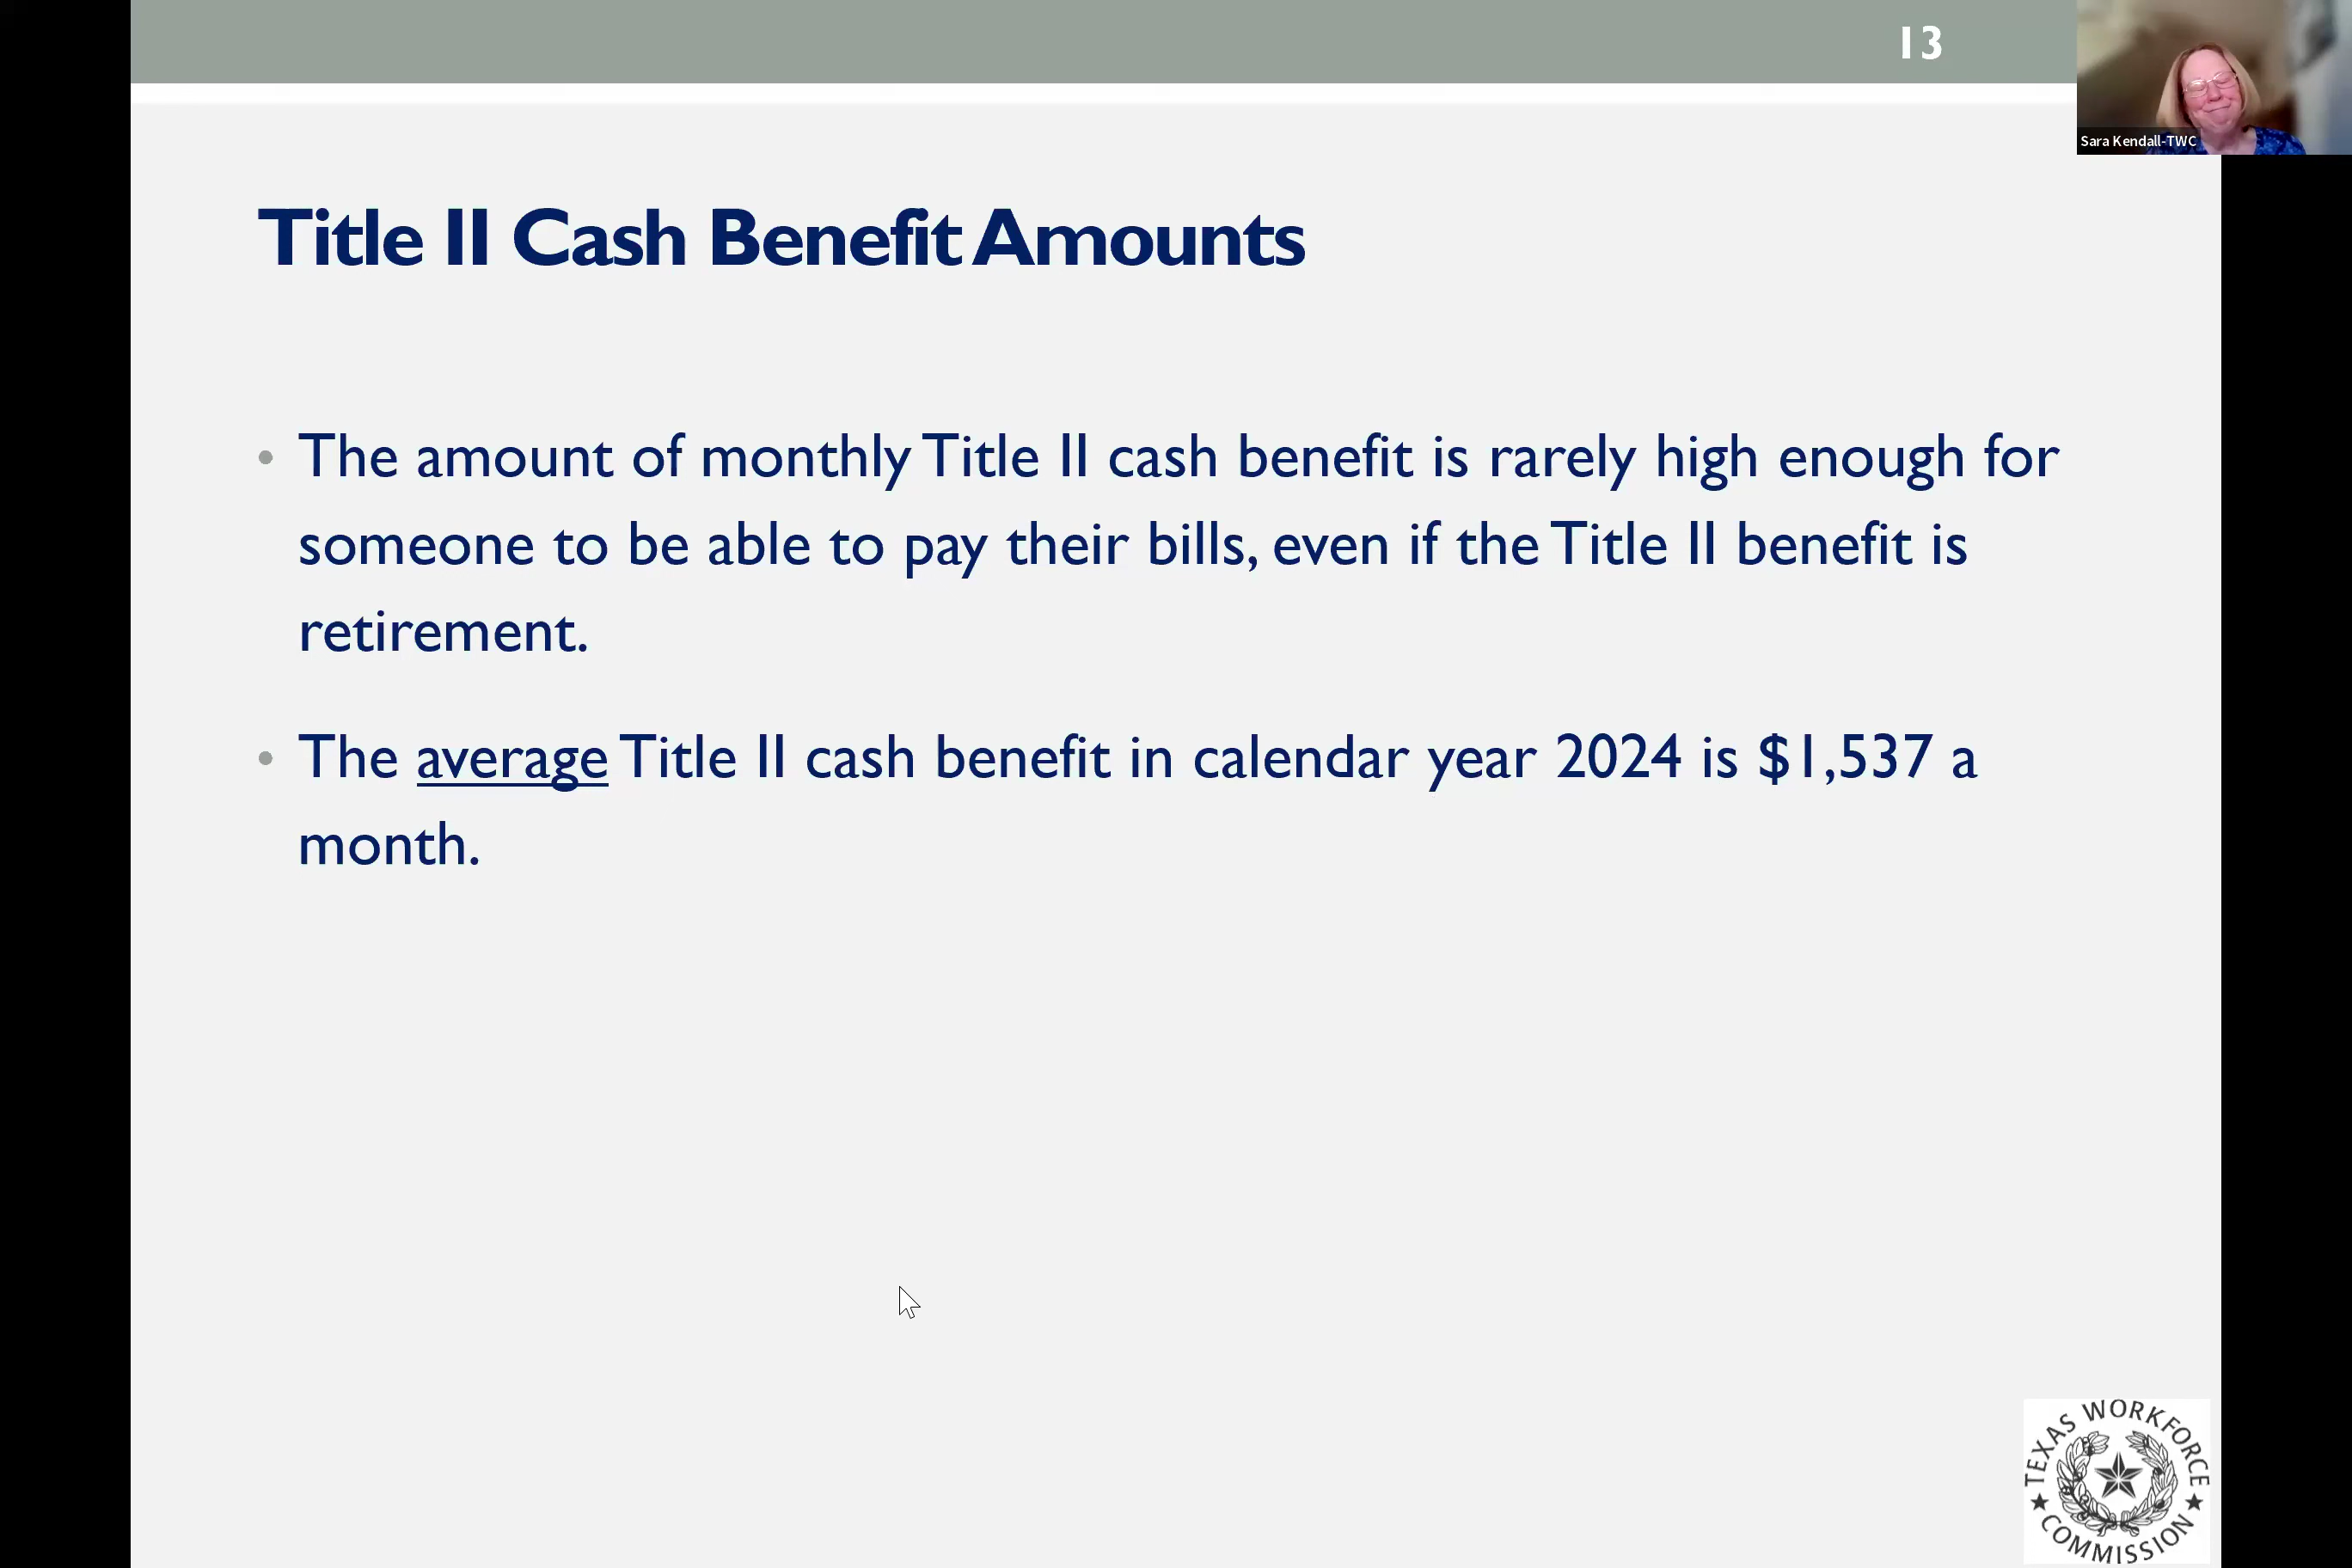 13
Sara Kendall-TWC
Title II Cash Benefit Amounts
• The amount of monthly Title II cash benefit is rarely high enough for
someone to be able to pay their bills, even if the Title II benefit is
retirement.
• The average Title II cash benefit in calendar year 2024 is $1,537 a
month.
TEXAS WORKFORCE
COMMISSION